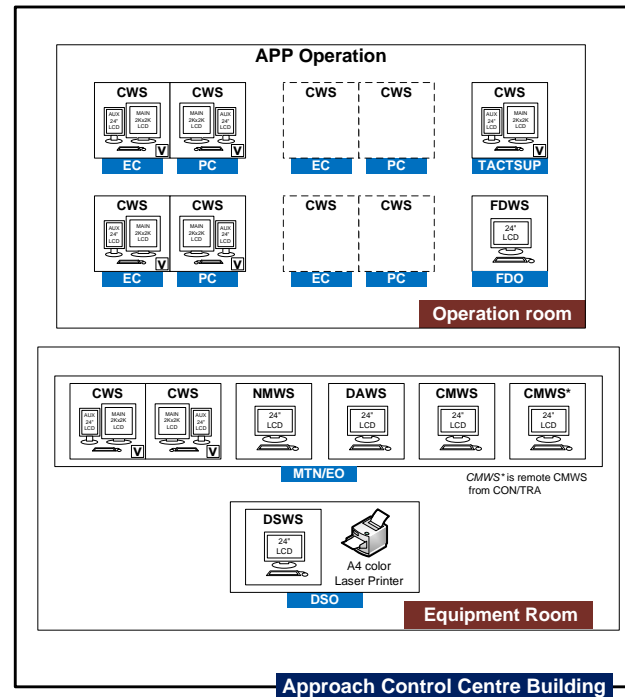 APP Operation
CWS CWS CWS CWS CWS
AUX 24" LCD MAIN 2Kx2K LCD MAIN 2Kx2K LCD AUX 24" LCD AUX 24" LCD MAIN 2Kx2K LCD
V V V
EC PC EC PC TACTSUP
CWS CWS CWS CWS FDWS
AUX 24" LCD MAIN 2Kx2K LCD MAIN 2Kx2K LCD AUX 24" LCD 24" LCD
V V
EC PC EC PC FDO
Operation room
CWS CWS NMWS DAWS CMWS CMWS*
AUX 24" LCD MAIN 2Kx2K LCD MAIN 2Kx2K LCD AUX 24" LCD 24" LCD 24" LCD 24" LCD 24" LCD
V V
MTN/EO
CMWS* is remote CMWS
from CON/TRA
DSWS
24"
LCD
A4 color
Laser Printer
DSO
Equipment Room
Approach Control Centre Building